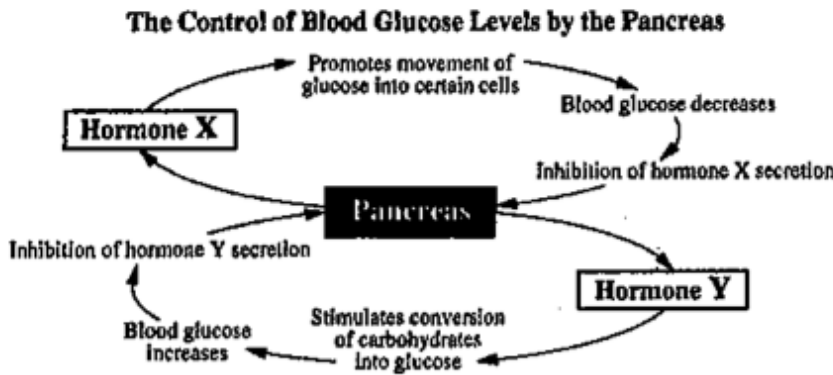 The Control of Blood Glucose Levels by the Pancreas
Promotes movement of
glucose into certain cells
Blood glucose decreases
Hormone X
Inhibition of hormone X secretion
Pancreas
Inhibition of hormone Y secretion
Hormone Y
Stimulates conversion
of carbohydrates
into glucose
Blood glucose
increases